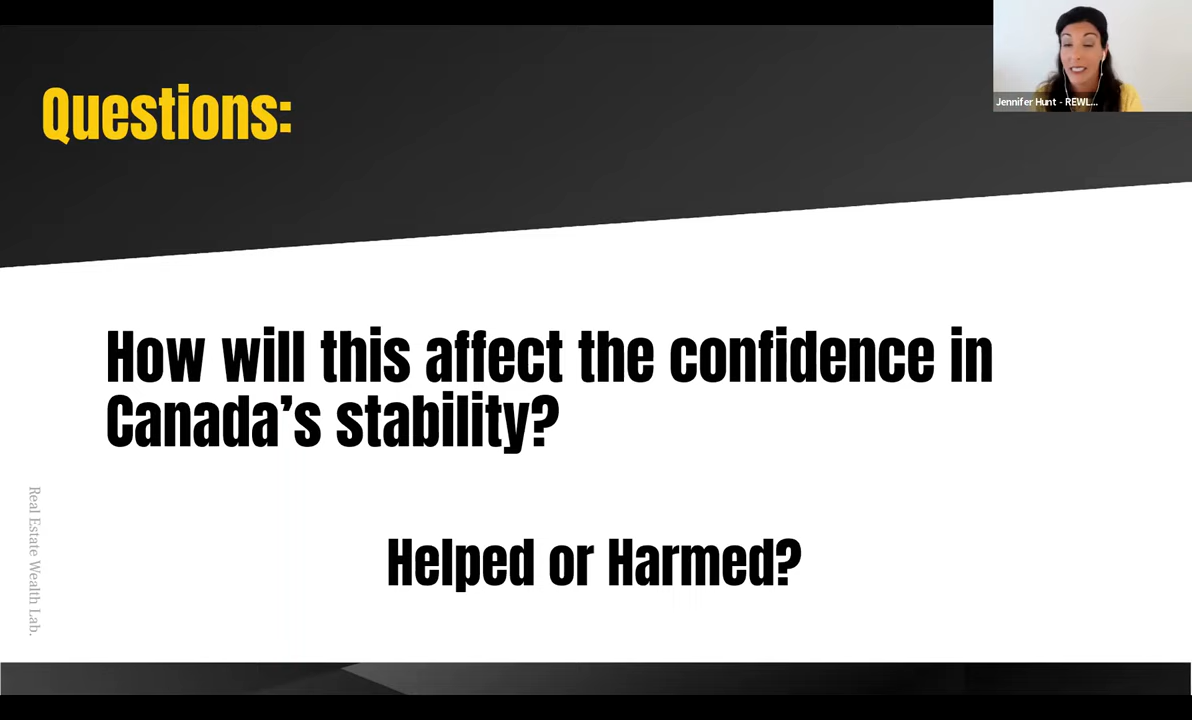 Questions:
Jennifer Hunt - REWL...
How will this affect the confidence in
Canada’s stability?
Helped or Harmed?
Real Estate Wealth Lab.